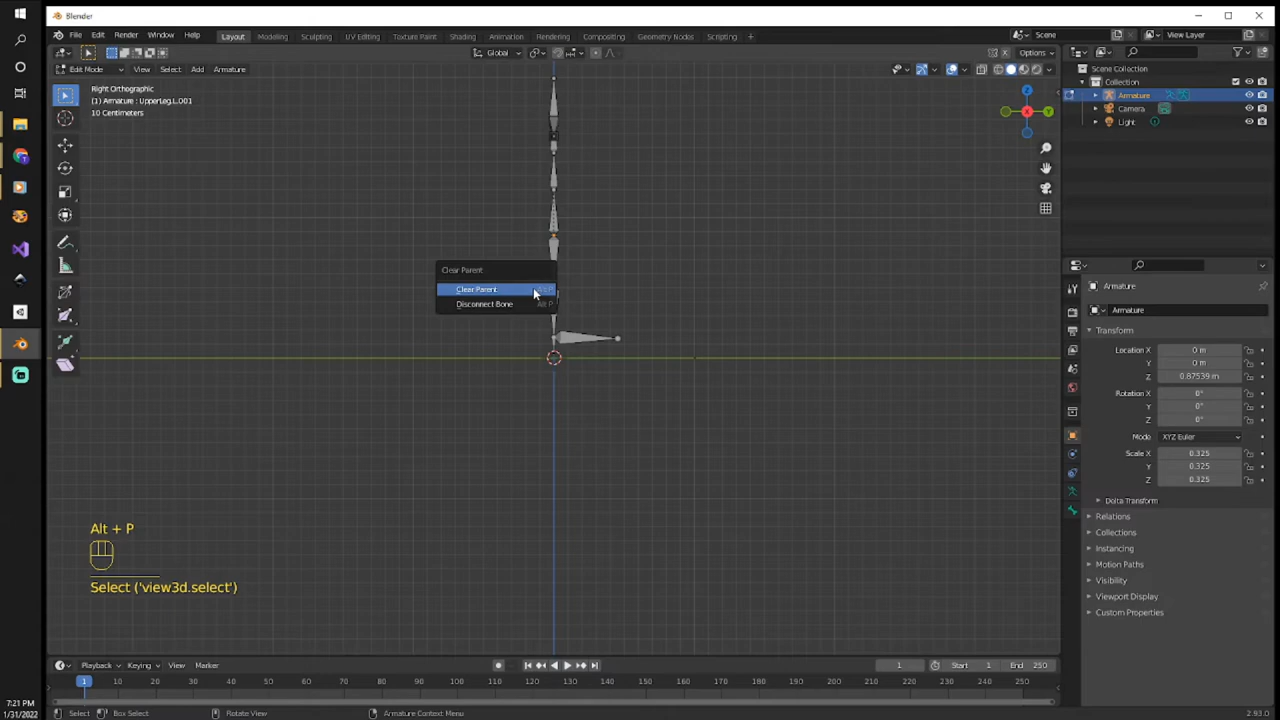 Blender
File Edit Render Window Help Layout Modeling Sculpting UV Editing Texture Paint Shading Animation Rendering Compositing Geometry Nodes Scripting + Scene View Layer
Global Options
Edit Mode View Select Add Armature
Right Orthographic
(1) Armature : UpperLeg.L.001
10 Centimeters
Z
Y
X
Scene Collection
Collection
Armature
Camera
Light
Clear Parent
Clear Parent Alt P
Disconnect Bone Alt P
Armature
Armature
Transform
Location X 0 m
Y 0 m
Z 0.87539 m
Rotation X 0°
Y 0°
Z 0°
Mode XYZ Euler
Scale X 0.325
Y 0.325
Z 0.325
Delta Transform
Relations
Collections
Instancing
Motion Paths
Visibility
Viewport Display
Custom Properties
Alt + P
Select ('view3d.select')
Playback Keying View Marker 1 Start 1 End 250
1 10 20 30 40 50 60 70 80 90 100 110 120 130 140 150 160 170 180 190 200 210 220 230 240 250
Select Box Select Rotate View Armature Context Menu 2.93.0
7:21 PM
1/31/2022